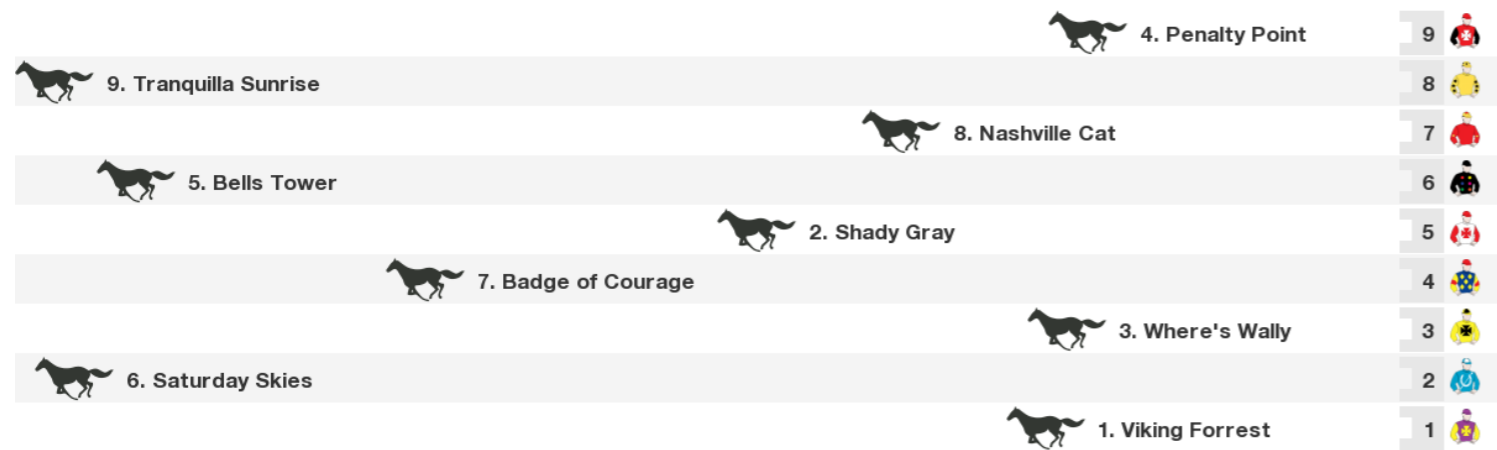 4. Penalty Point 9
9. Tranquilla Sunrise 8
8. Nashville Cat 7
5. Bells Tower 6
2. Shady Gray 5
7. Badge of Courage 4
3. Where's Wally 3
6. Saturday Skies 2
1. Viking Forrest 1